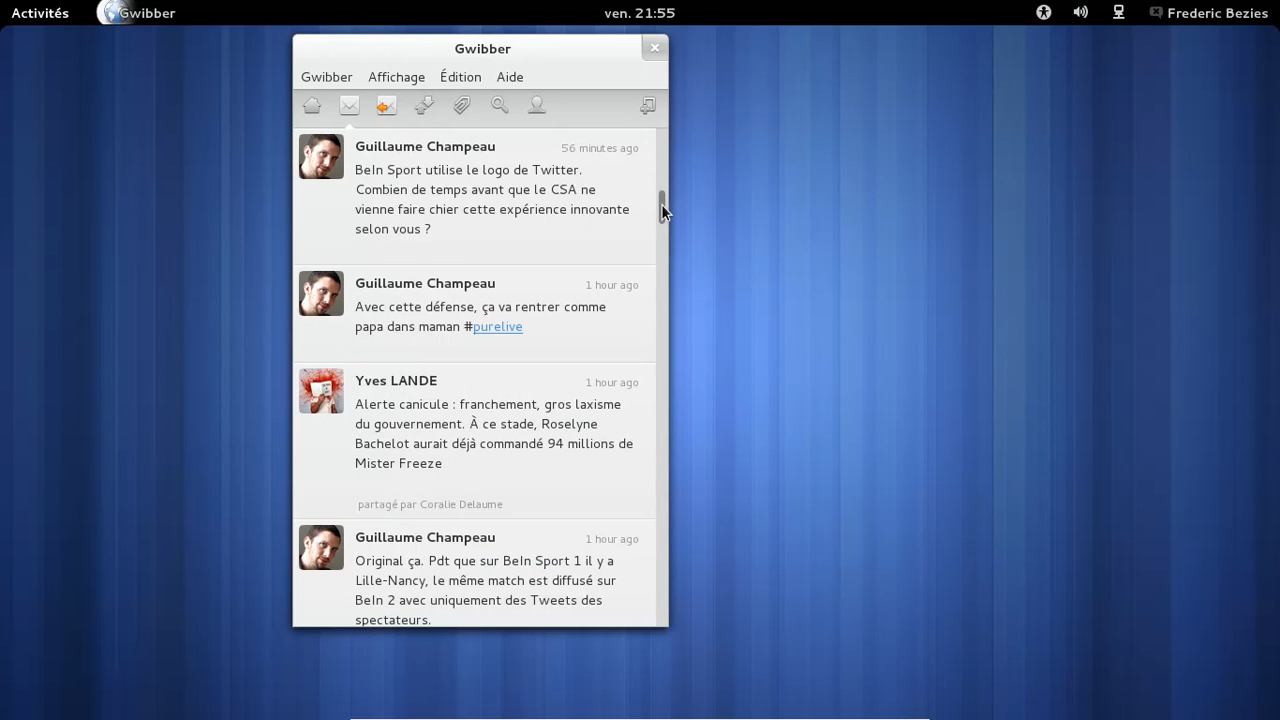 Activités
Gwibber
ven. 21:55
Frederic Bezies
Gwibber
Gwibber Affichage Édition Aide
Guillaume Champeau 56 minutes ago
BeIn Sport utilise le logo de Twitter.
Combien de temps avant que le CSA ne
vienne faire chier cette expérience innovante
selon vous ?
Guillaume Champeau 1 hour ago
Avec cette défense, ça va rentrer comme
papa dans maman #purelive
Yves LANDE 1 hour ago
Alerte canicule : franchement, gros laxisme
du gouvernement. À ce stade, Roselyne
Bachelot aurait déjà commandé 94 millions de
Mister Freeze
partagé par Coralie Delaume
Guillaume Champeau 1 hour ago
Original ça. Pdt que sur BeIn Sport 1 il y a
Lille-Nancy, le même match est diffusé sur
BeIn 2 avec uniquement des Tweets des
spectateurs.